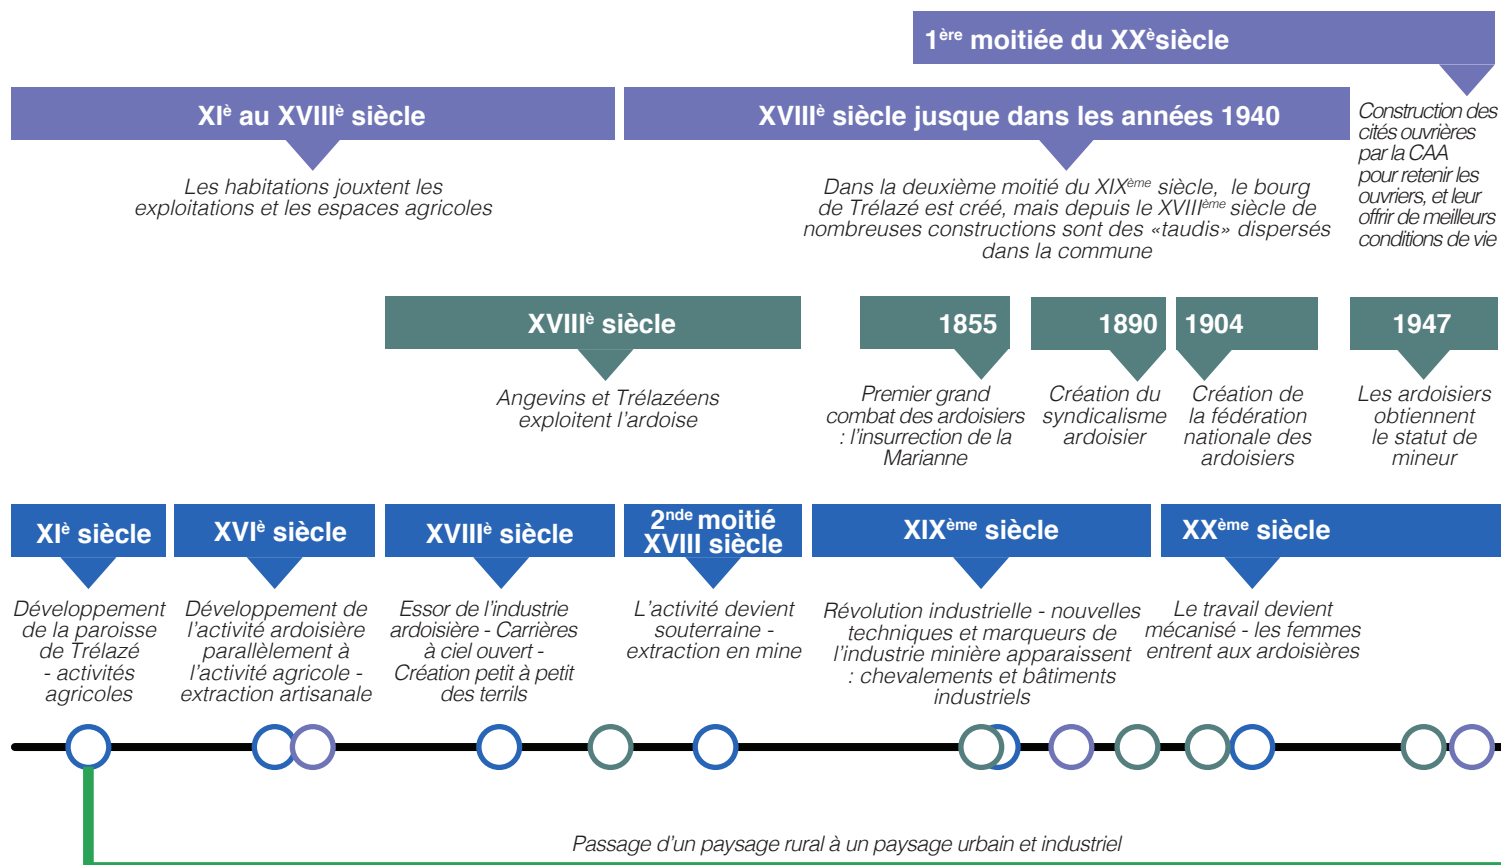 1ère moitiée du XXèsiècle
XIè au XVIIIè siècle
XVIIIè siècle jusque dans les années 1940
Construction des
cités ouvrières
par la CAA
pour retenir les
ouvriers, et leur
offrir de meilleurs
conditions de vie
Les habitations jouxtent les
exploitations et les espaces agricoles
Dans la deuxième moitié du XIXème siècle, le bourg
de Trélazé est créé, mais depuis le XVIIIème siècle de
nombreuses constructions sont des «taudis» dispersés
dans la commune
XVIIIè siècle
1855
1890
1904
1947
Angevins et Trélazéens
exploitent l'ardoise
Premier grand
combat des ardoisiers
: l'insurrection de la
Marianne
Création du
syndicalisme
ardoisier
Création de
la fédération
nationale des
ardoisiers
Les ardoisiers
obtiennent
le statut de
mineur
XIè siècle
XVIè siècle
XVIIIè siècle
2nde moitié
XVIII siècle
XIXème siècle
XXème siècle
Développement
de la paroisse
de Trélazé
- activités
agricoles
Développement de
l'activité ardoisière
parallèlement à
l'activité agricole -
extraction artisanale
Essor de l'industrie
ardoisière - Carrières
à ciel ouvert -
Création petit à petit
des terrils
L'activité devient
souterraine -
extraction en mine
Révolution industrielle - nouvelles
techniques et marqueurs de
l'industrie minière apparaissent
: chevalements et bâtiments
industriels
Le travail devient
mécanisé - les femmes
entrent aux ardoisières
Passage d'un paysage rural à un paysage urbain et industriel